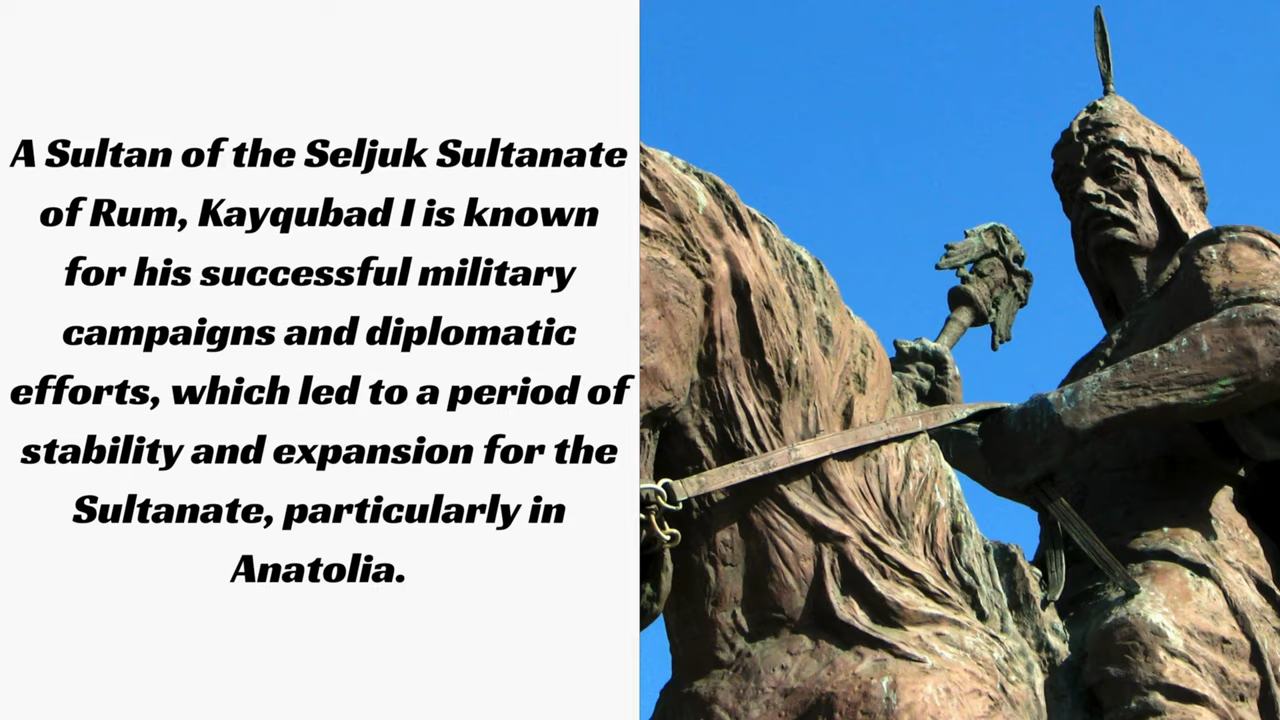 A Sultan of the Seljuk Sultanate
of Rum, Kayqubad I is known
for his successful military
campaigns and diplomatic
efforts, which led to a period of
stability and expansion for the
Sultanate, particularly in
Anatolia.